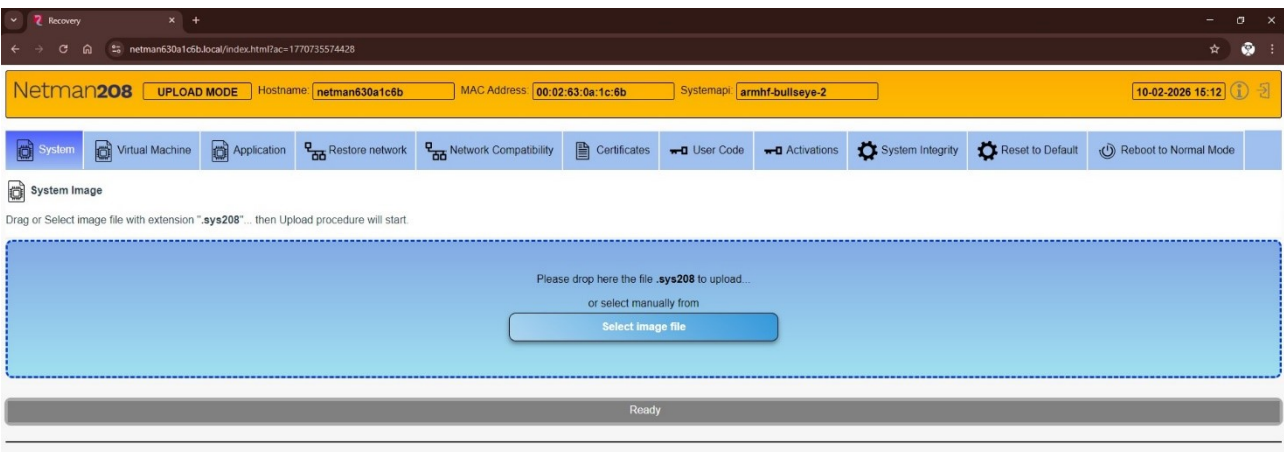 Recovery
netman630a1c6b.local/index.html?ac=1770735574428
Netman208 UPLOAD MODE Hostname: netman630a1c6b MAC Address: 00:02:63:0a:1c:6b Systemapi: armhf-bullseye-2 10-02-2026 15:12
System Virtual Machine Application Restore network Network Compatibility Certificates User Code Activations System Integrity Reset to Default Reboot to Normal Mode
System Image
Drag or Select image file with extension ".sys208"... then Upload procedure will start.
Please drop here the file .sys208 to upload...
or select manually from
Select image file
Ready